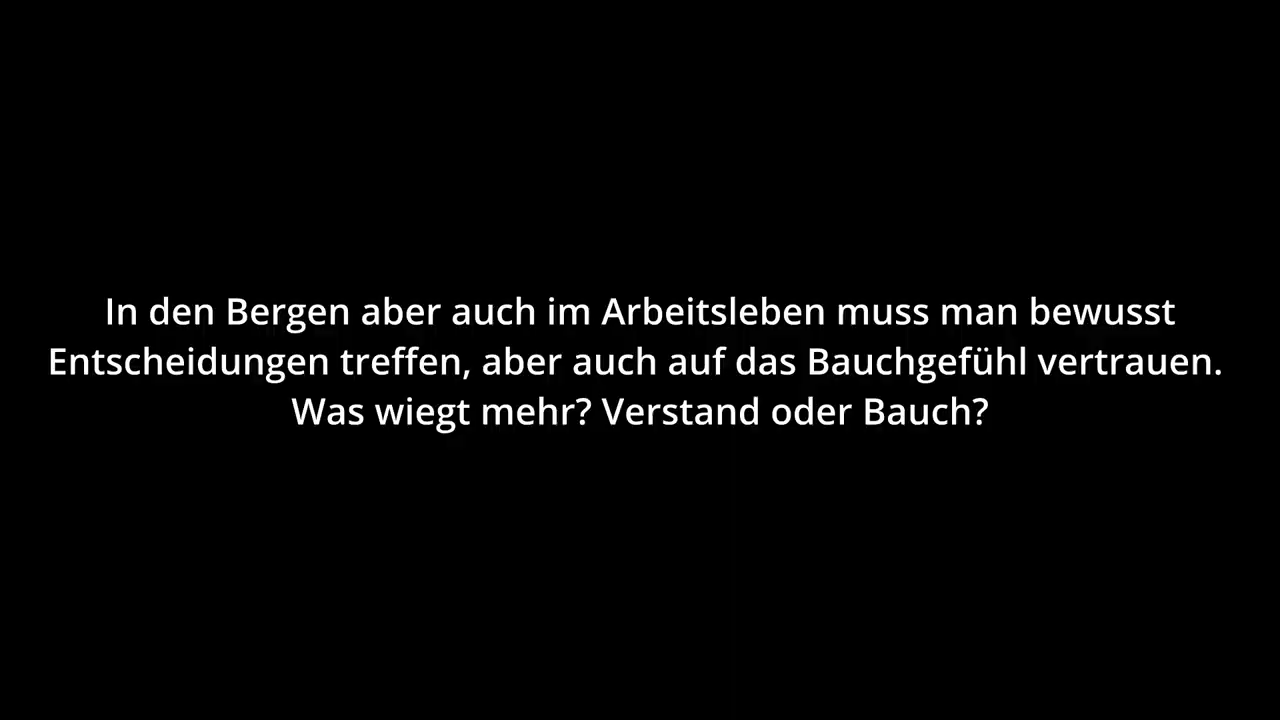 In den Bergen aber auch im Arbeitsleben muss man bewusst
Entscheidungen treffen, aber auch auf das Bauchgefühl vertrauen.
Was wiegt mehr? Verstand oder Bauch?